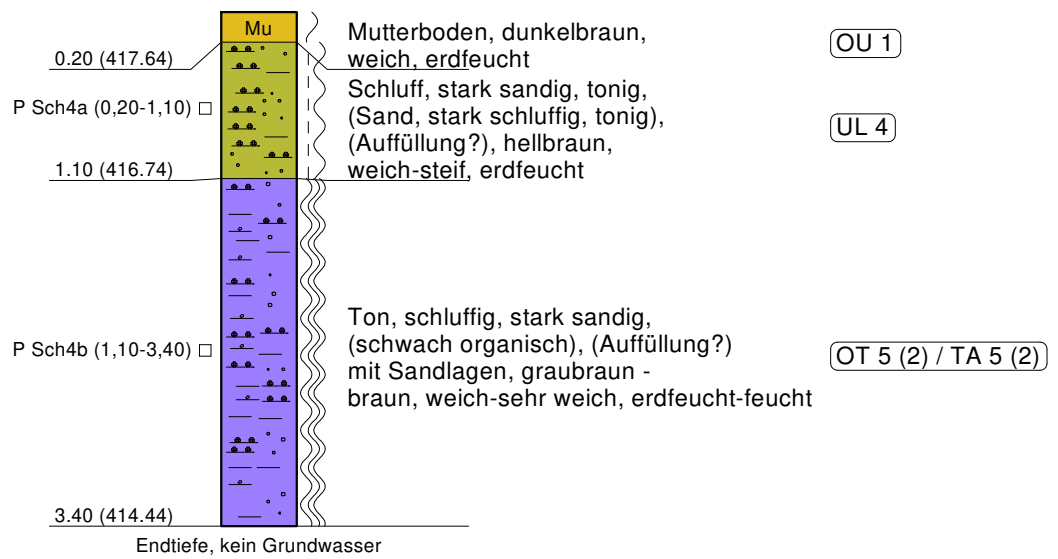 Mu
Mutterboden, dunkelbraun,
weich, erdfeucht
OU 1
0.20 (417.64)
P Sch4a (0,20-1,10)
Schluff, stark sandig, tonig,
(Sand, stark schluffig, tonig),
(Auffüllung?), hellbraun,
weich-steif, erdfeucht
UL 4
1.10 (416.74)
P Sch4b (1,10-3,40)
Ton, schluffig, stark sandig,
(schwach organisch), (Auffüllung?)
mit Sandlagen, graubraun -
braun, weich-sehr weich, erdfeucht-feucht
OT 5 (2) / TA 5 (2)
3.40 (414.44)
Endtiefe, kein Grundwasser